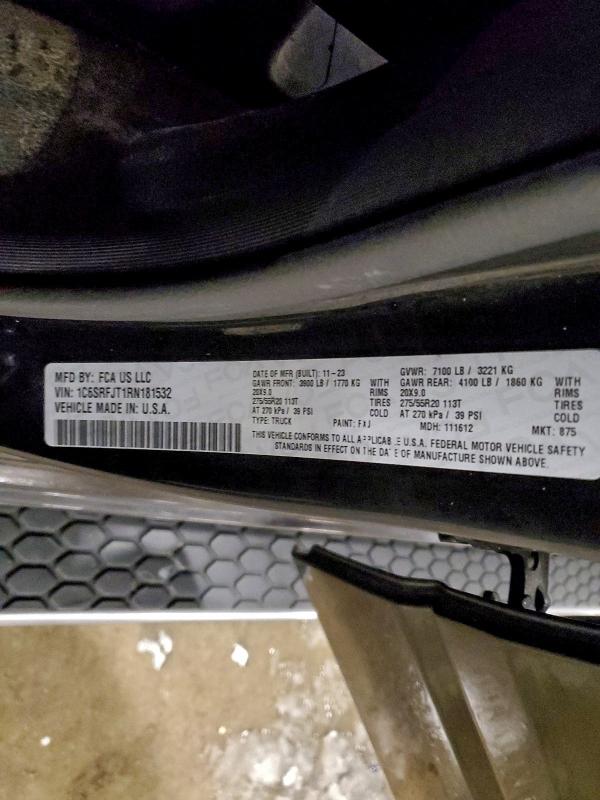 MFD BY: FCA US LLC
VIN: 1C6SRFJT1RN181532
VEHICLE MADE IN: U.S.A.
DATE OF MFR (BUILT): 11-23
GAWR FRONT: 3900 LB / 1770 KG WITH
20X9.0 RIMS
275/55R20 113T TIRES
AT 270 kPa / 39 PSI COLD
TYPE: TRUCK PAINT: FXJ
GVWR: 7100 LB / 3221 KG
GAWR REAR: 4100 LB / 1860 KG WITH
20X9.0 RIMS
275/55R20 113T TIRES
AT 270 kPa / 39 PSI COLD
MDH: 111612 MKT: 875
THIS VEHICLE CONFORMS TO ALL APPLICABLE U.S.A. FEDERAL MOTOR VEHICLE SAFETY
STANDARDS IN EFFECT ON THE DATE OF MANUFACTURE SHOWN ABOVE.